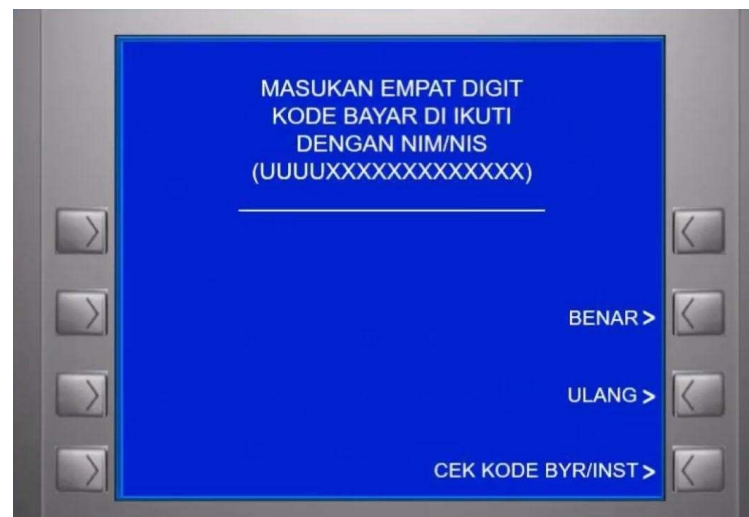 MASUKAN EMPAT DIGIT
KODE BAYAR DI IKUTI
DENGAN NIM/NIS
(UUUUXXXXXXXXXXXXX)
BENAR >
ULANG >
CEK KODE BYR/INST >